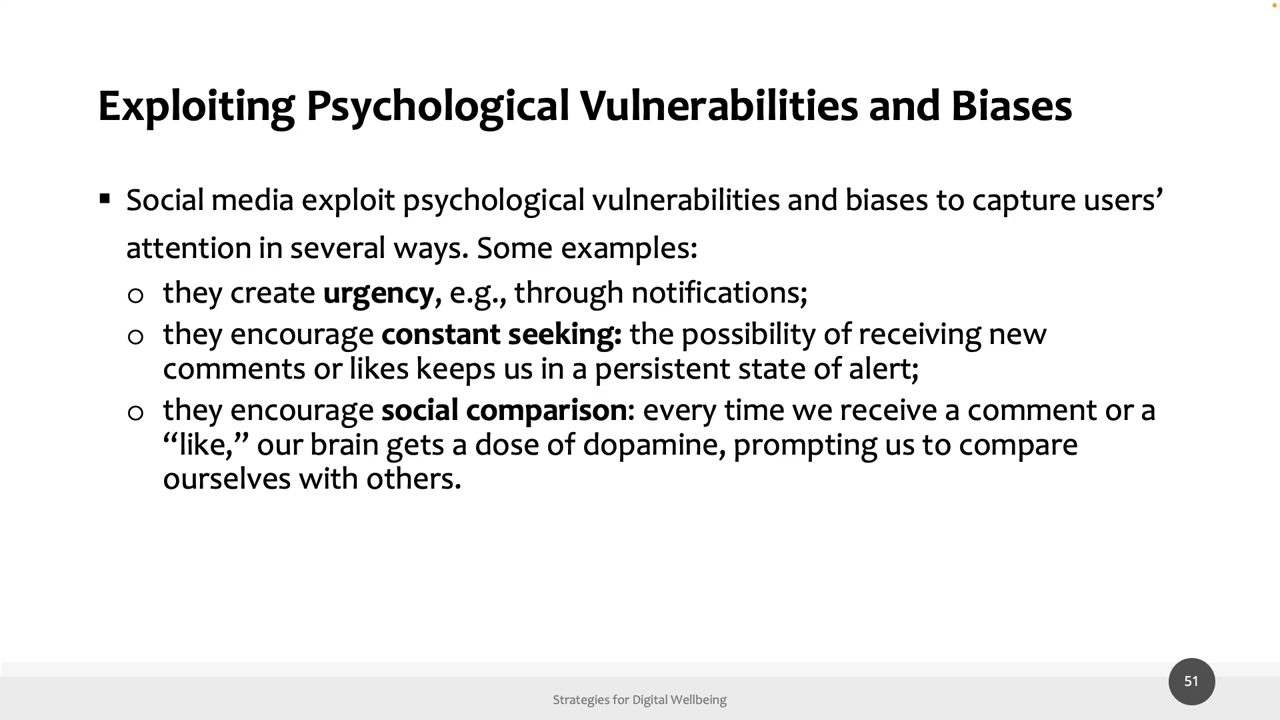 Exploiting Psychological Vulnerabilities and Biases
▪ Social media exploit psychological vulnerabilities and biases to capture users’
attention in several ways. Some examples:
o they create urgency, e.g., through notifications;
o they encourage constant seeking: the possibility of receiving new
comments or likes keeps us in a persistent state of alert;
o they encourage social comparison: every time we receive a comment or a
“like,” our brain gets a dose of dopamine, prompting us to compare
ourselves with others.
51
Strategies for Digital Wellbeing